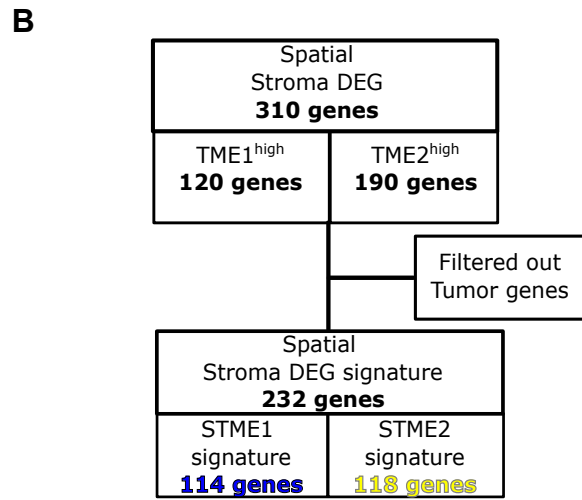 B
Spatial
Stroma DEG
310 genes
TME1high
120 genes
TME2high
190 genes
Filtered out
Tumor genes
Spatial
Stroma DEG signature
232 genes
STME1
signature
114 genes
STME2
signature
118 genes